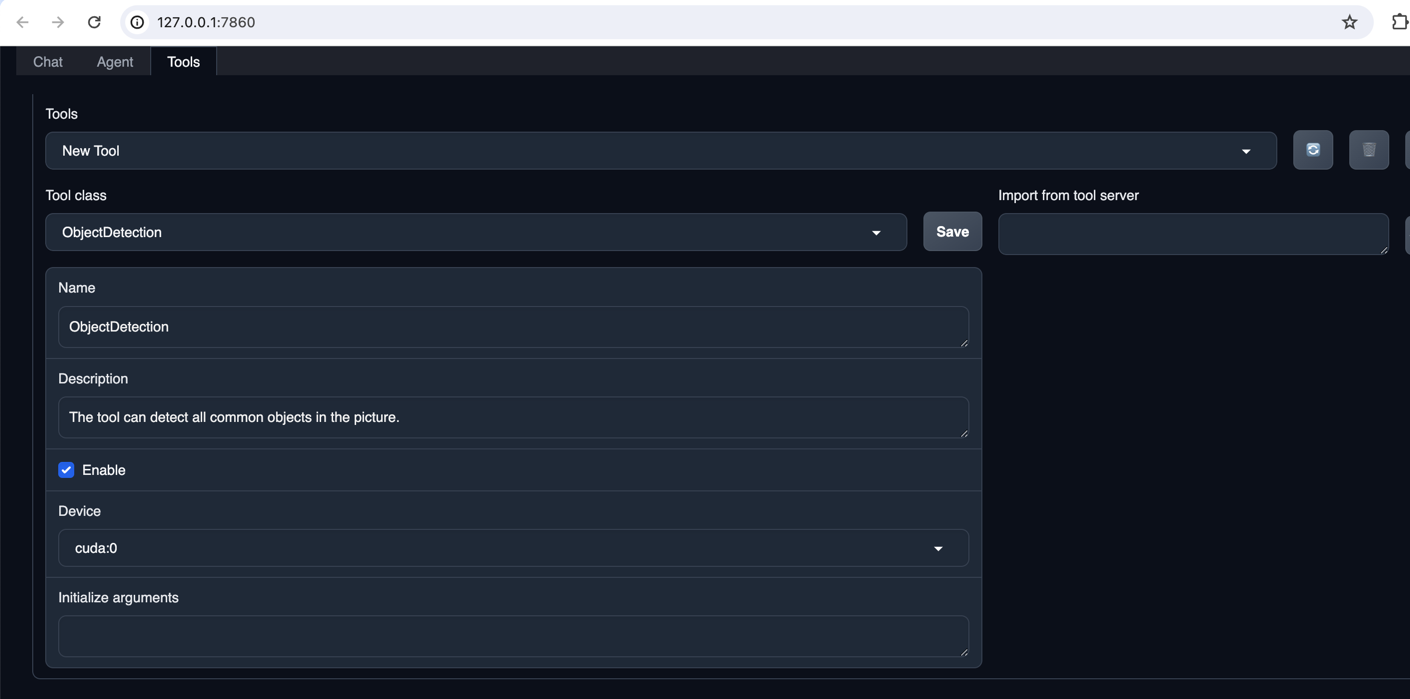 127.0.0.1:7860
Chat Agent Tools
Tools
New Tool
Tool class
Import from tool server
ObjectDetection
Save
Name
ObjectDetection
Description
The tool can detect all common objects in the picture.
Enable
Device
cuda:0
Initialize arguments